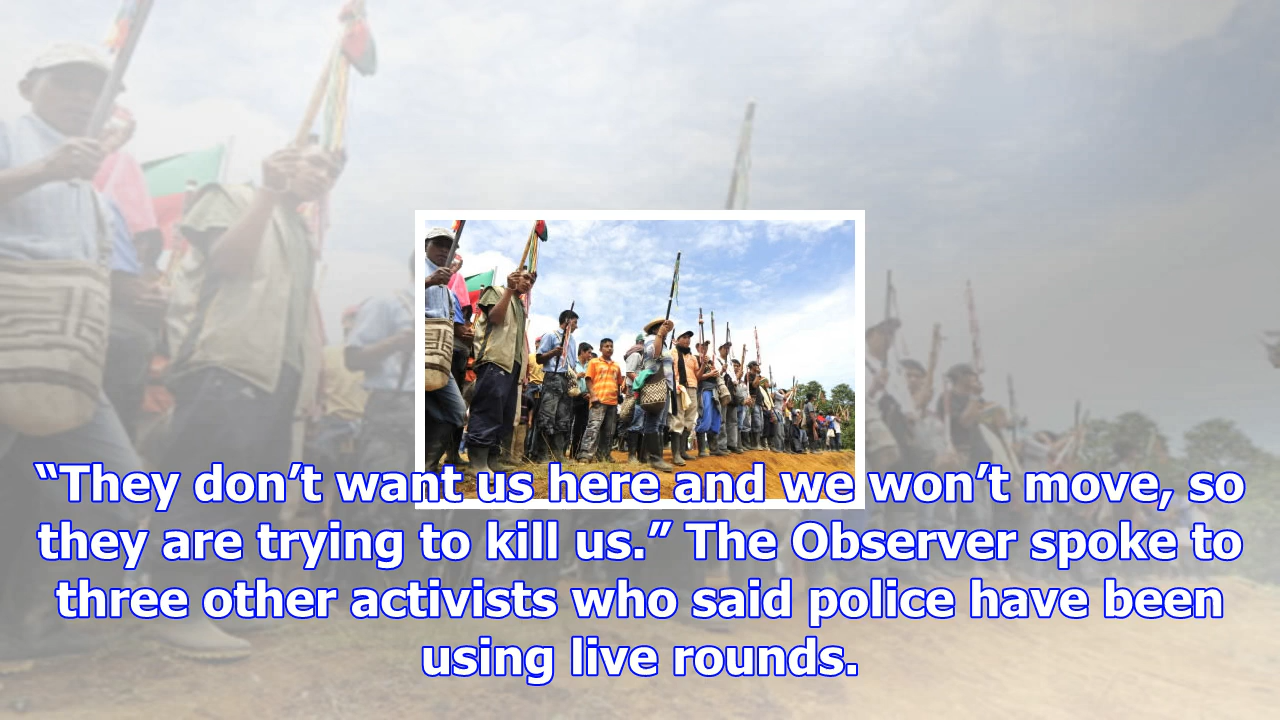 “They don’t want us here and we won’t move, so
they are trying to kill us.” The Observer spoke to
three other activists who said police have been
using live rounds.